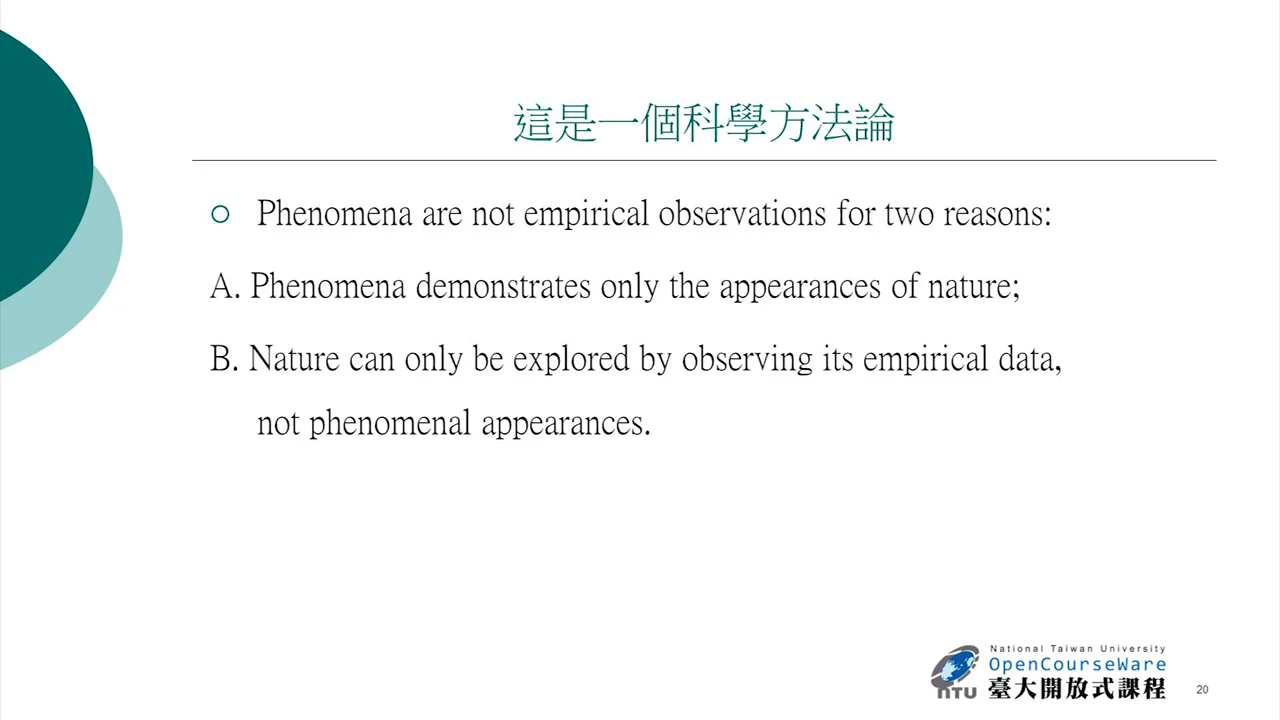 這是一個科學方法論
Phenomena are not empirical observations for two reasons:
A. Phenomena demonstrates only the appearances of nature;
B. Nature can only be explored by observing its empirical data,
not phenomenal appearances.
National Taiwan University
OpenCourseWare
NTU 臺大開放式課程
20